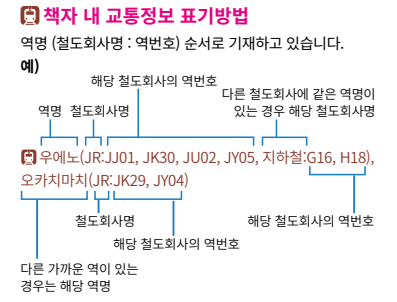 책자 내 교통정보 표기방법
역명 (철도회사명 : 역번호) 순서로 기재하고 있습니다.
예)
해당 철도회사의 역번호
다른 철도회사에 같은 역명이
있는 경우 해당 철도회사명
역명 철도회사명
우에노(JR:JJ01, JK30, JU02, JY05, 지하철:G16, H18),
오카치마치(JR:JK29, JY04)
철도회사명
해당 철도회사의 역번호
해당 철도회사의 역번호
다른 가까운 역이 있는
경우는 해당 역명